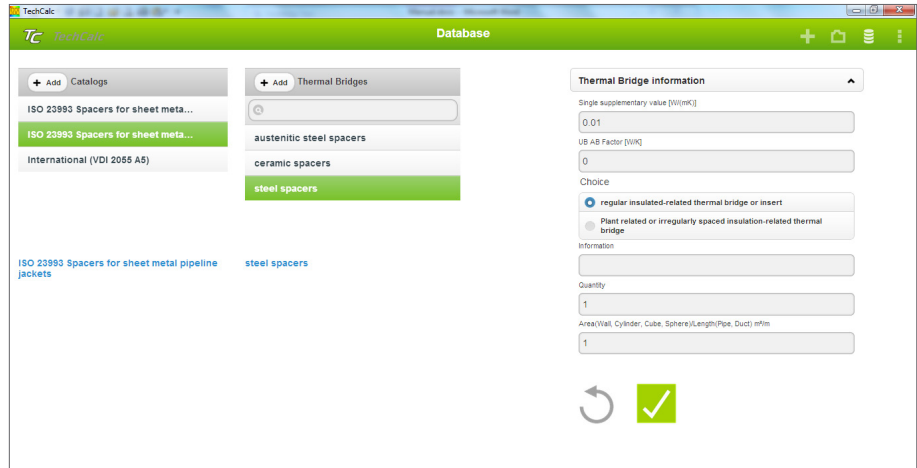 TechCalc
TC TechCalc
Database
+ Add Catalogs
ISO 23993 Spacers for sheet meta...
ISO 23993 Spacers for sheet meta...
International (VDI 2055 A5)
ISO 23993 Spacers for sheet metal pipeline
jackets
+ Add Thermal Bridges
austenitic steel spacers
ceramic spacers
steel spacers
steel spacers
Thermal Bridge information
Single supplementary value [W/(mK)]
0.01
UB AB Factor [W/K]
0
Choice
regular insulated-related thermal bridge or insert
Plant related or irregularly spaced insulation-related thermal
bridge
Information
Quantity
1
Area(Wall, Cylinder, Cube, Sphere)/Length(Pipe, Duct) m²/m
1